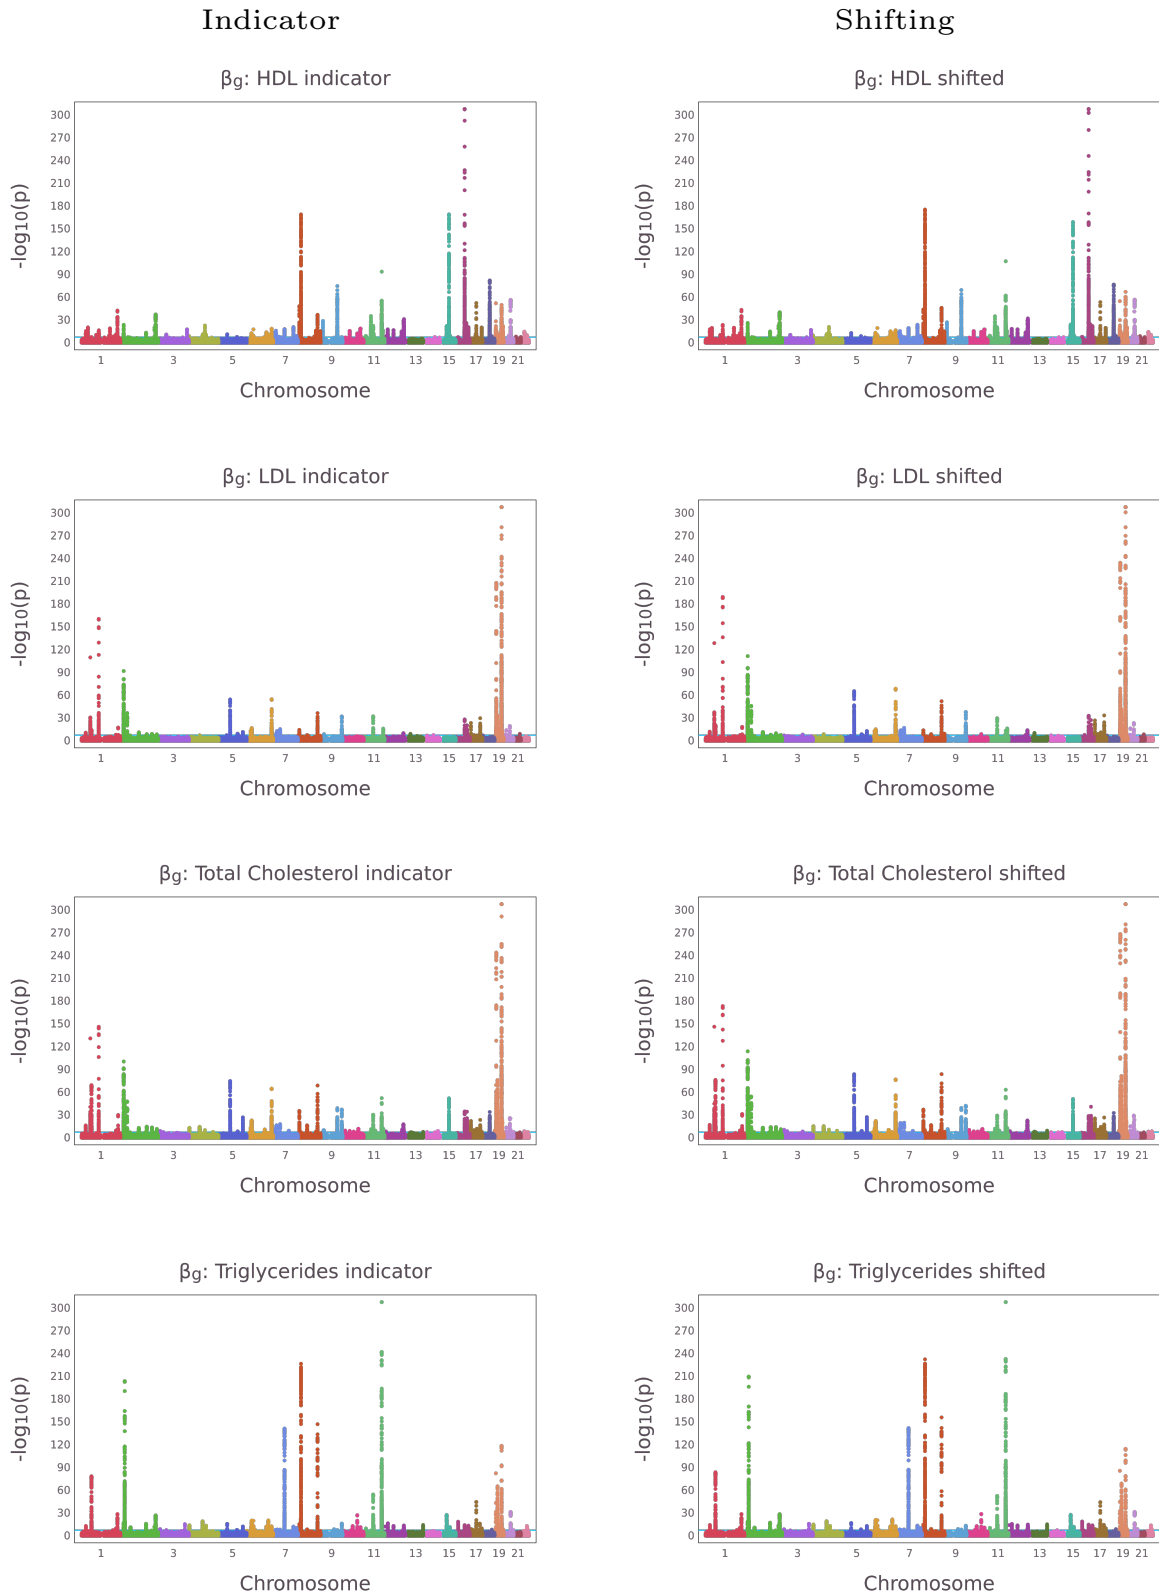 Indicator Shifting
βg: HDL indicator βg: HDL shifted
300 300
270 270
240 240
210 210
180 180
150 150
120 120
90 90
60 60
30 30
0 0
-log10(p) -log10(p)
1 3 5 7 9 11 13 15 17 19 21 1 3 5 7 9 11 13 15 17 19 21
Chromosome Chromosome
βg: LDL indicator βg: LDL shifted
300 300
270 270
240 240
210 210
180 180
150 150
120 120
90 90
60 60
30 30
0 0
-log10(p) -log10(p)
1 3 5 7 9 11 13 15 17 19 21 1 3 5 7 9 11 13 15 17 19 21
Chromosome Chromosome
βg: Total Cholesterol indicator βg: Total Cholesterol shifted
300 300
270 270
240 240
210 210
180 180
150 150
120 120
90 90
60 60
30 30
0 0
-log10(p) -log10(p)
1 3 5 7 9 11 13 15 17 19 21 1 3 5 7 9 11 13 15 17 19 21
Chromosome Chromosome
βg: Triglycerides indicator βg: Triglycerides shifted
300 300
270 270
240 240
210 210
180 180
150 150
120 120
90 90
60 60
30 30
0 0
-log10(p) -log10(p)
1 3 5 7 9 11 13 15 17 19 21 1 3 5 7 9 11 13 15 17 19 21
Chromosome Chromosome